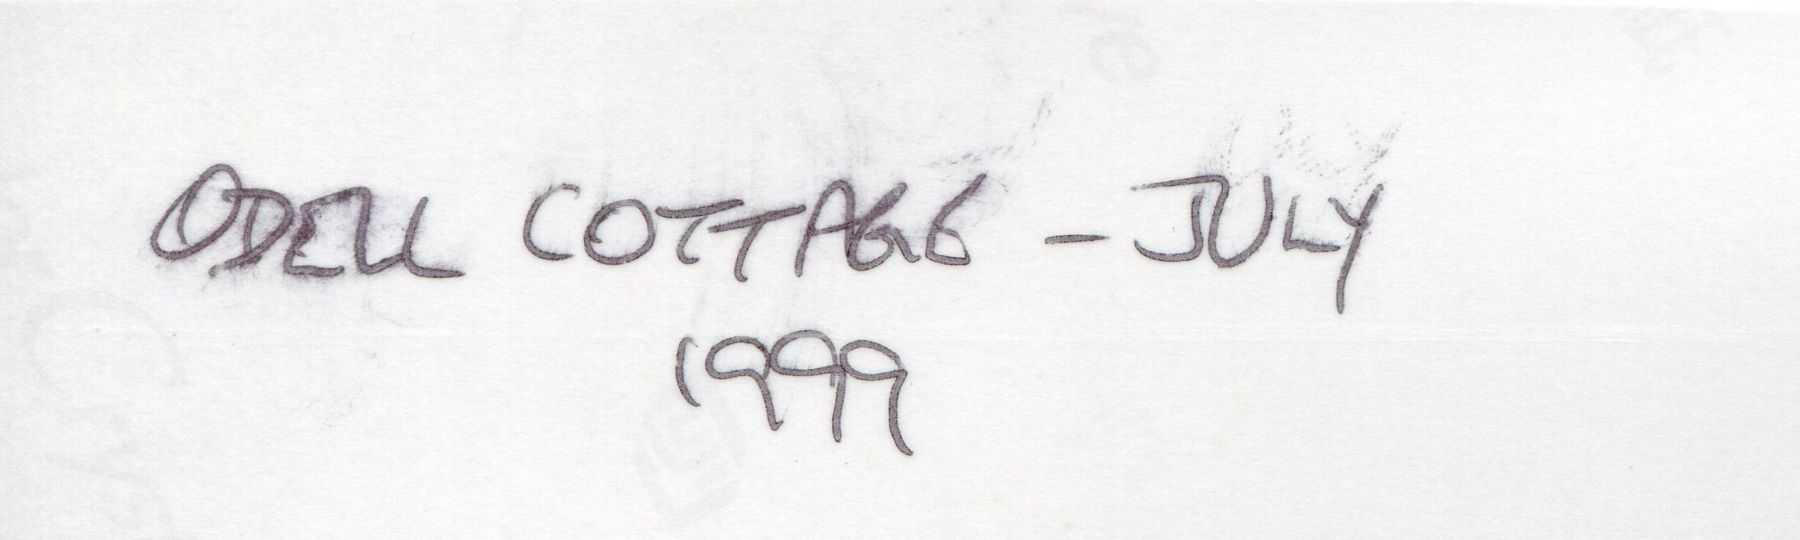 ODELL COTTAGE - JULY
1999